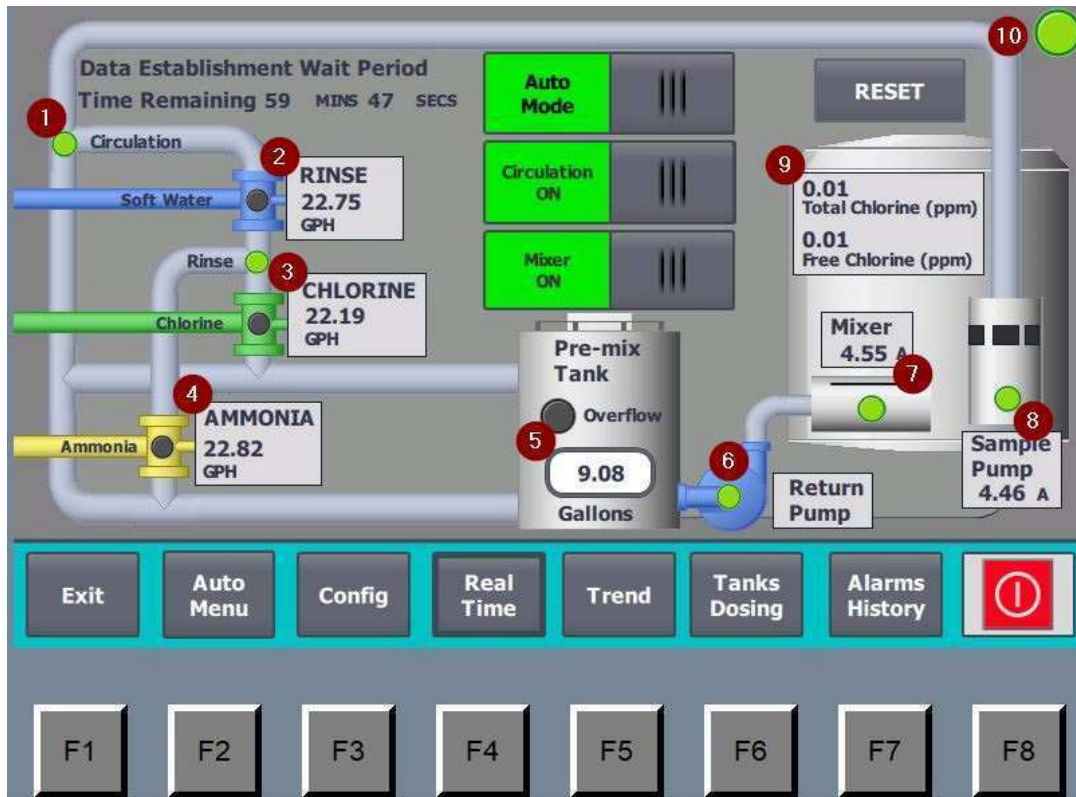 10
Data Establishment Wait Period
Time Remaining 59 MINS 47 SECS
Auto
Mode
RESET
1
Circulation
2
RINSE
22.75
GPH
Soft Water
Circulation
ON
9
0.01
Total Chlorine (ppm)
0.01
Free Chlorine (ppm)
Rinse
3
CHLORINE
22.19
GPH
Chlorine
Mixer
ON
Pre-mix
Tank
Overflow
5
9.08
Gallons
Mixer
4.55 A
7
4
AMMONIA
22.82
GPH
Ammonia
6
Return
Pump
8
Sample
Pump
4.46 A
Exit
Auto
Menu
Config
Real
Time
Trend
Tanks
Dosing
Alarms
History
F1
F2
F3
F4
F5
F6
F7
F8